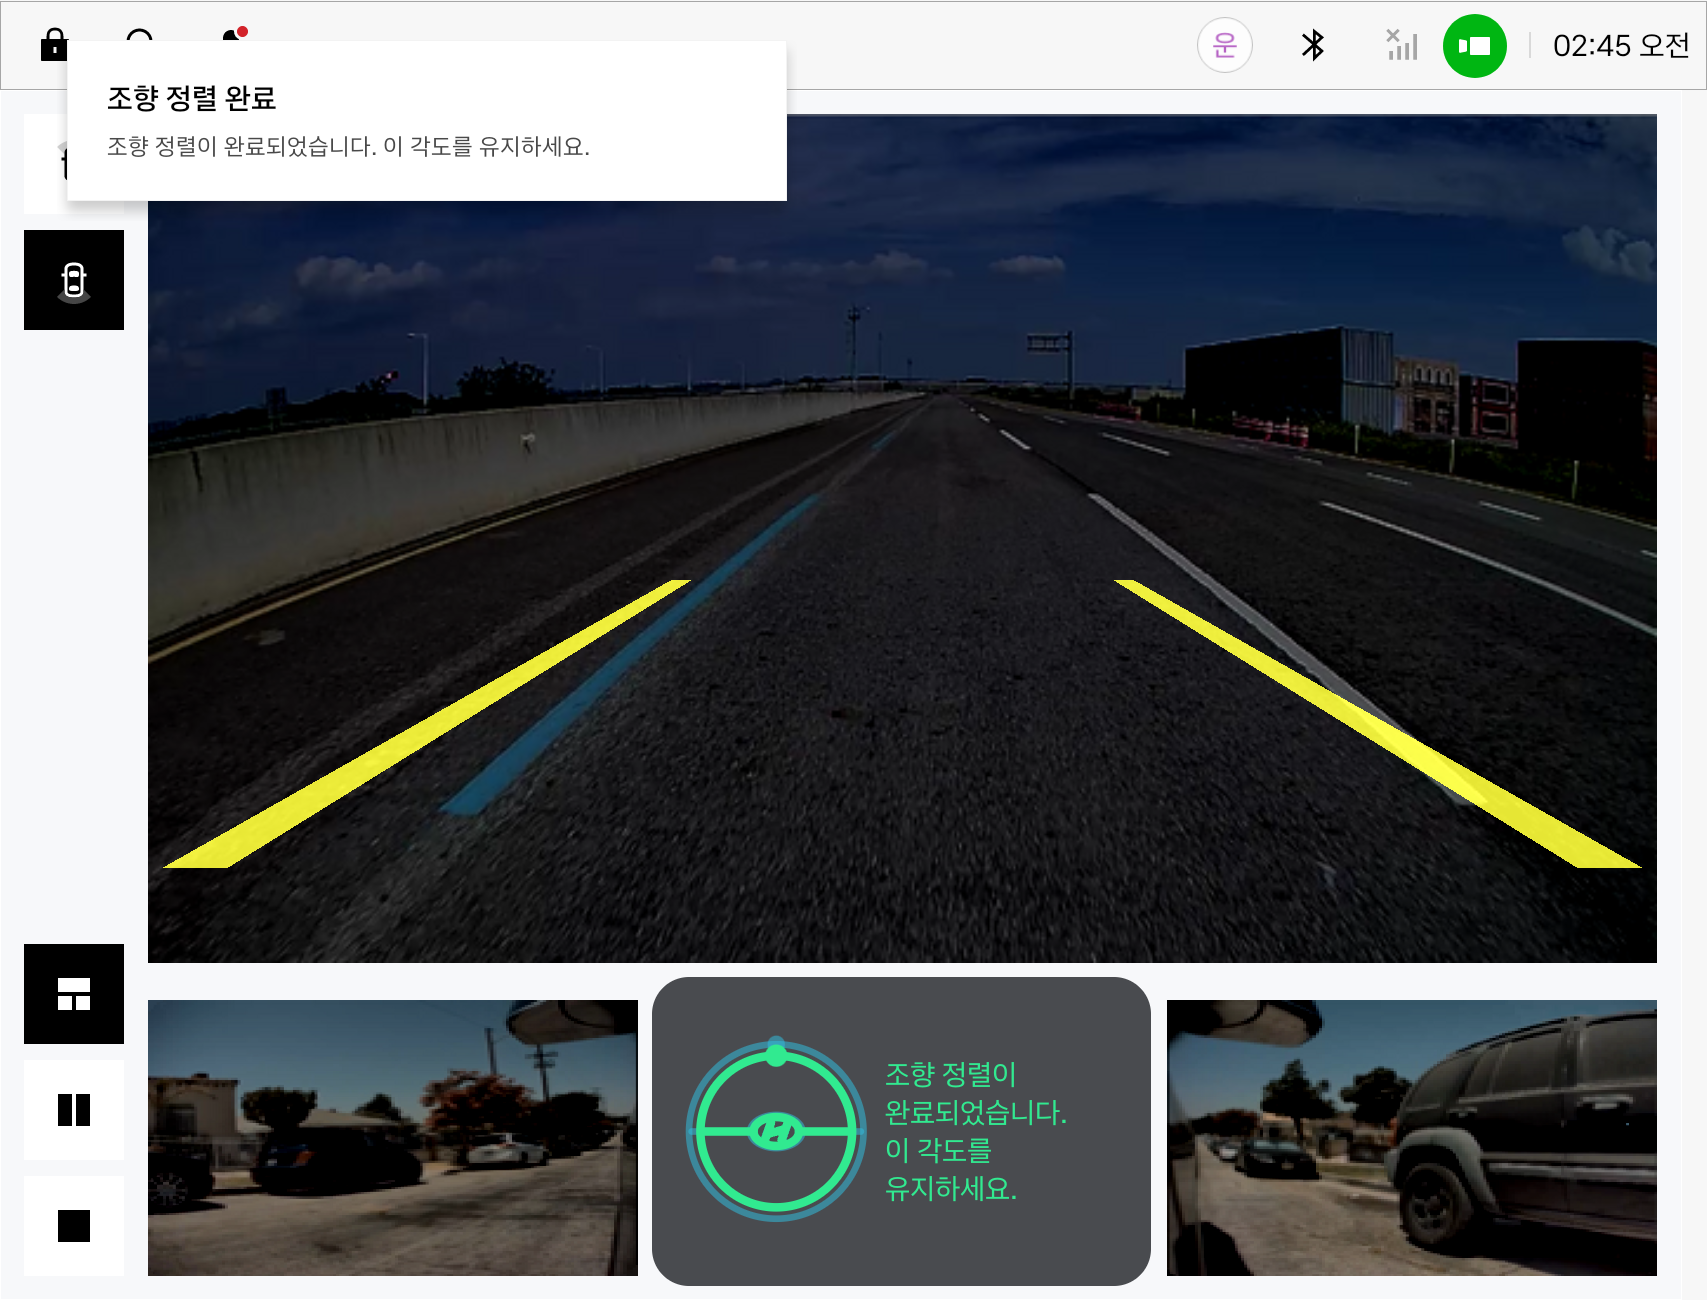 운
02:45 오전
조향 정렬 완료
조향 정렬이 완료되었습니다. 이 각도를 유지하세요.
조향 정렬이
완료되었습니다.
이 각도를
유지하세요.